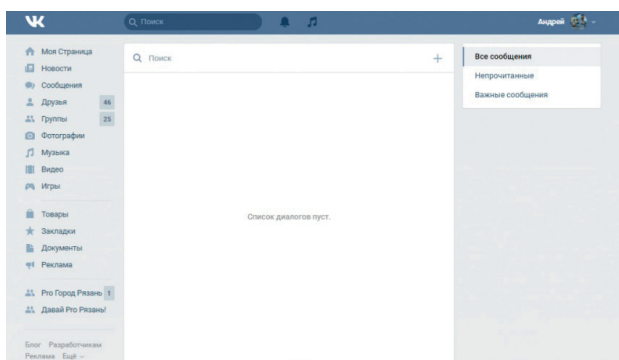 Поиск
Андрей
Моя Страница
Новости
Сообщения
Друзья 46
Группы 25
Фотографии
Музыка
Видео
Игры
Товары
Закладки
Документы
Реклама
Pro Город Рязань 1
Давай Pro Рязань!
Блог Разработчикам
Реклама Ещё
Поиск
Список диалогов пуст.
Все сообщения
Непрочитанные
Важные сообщения